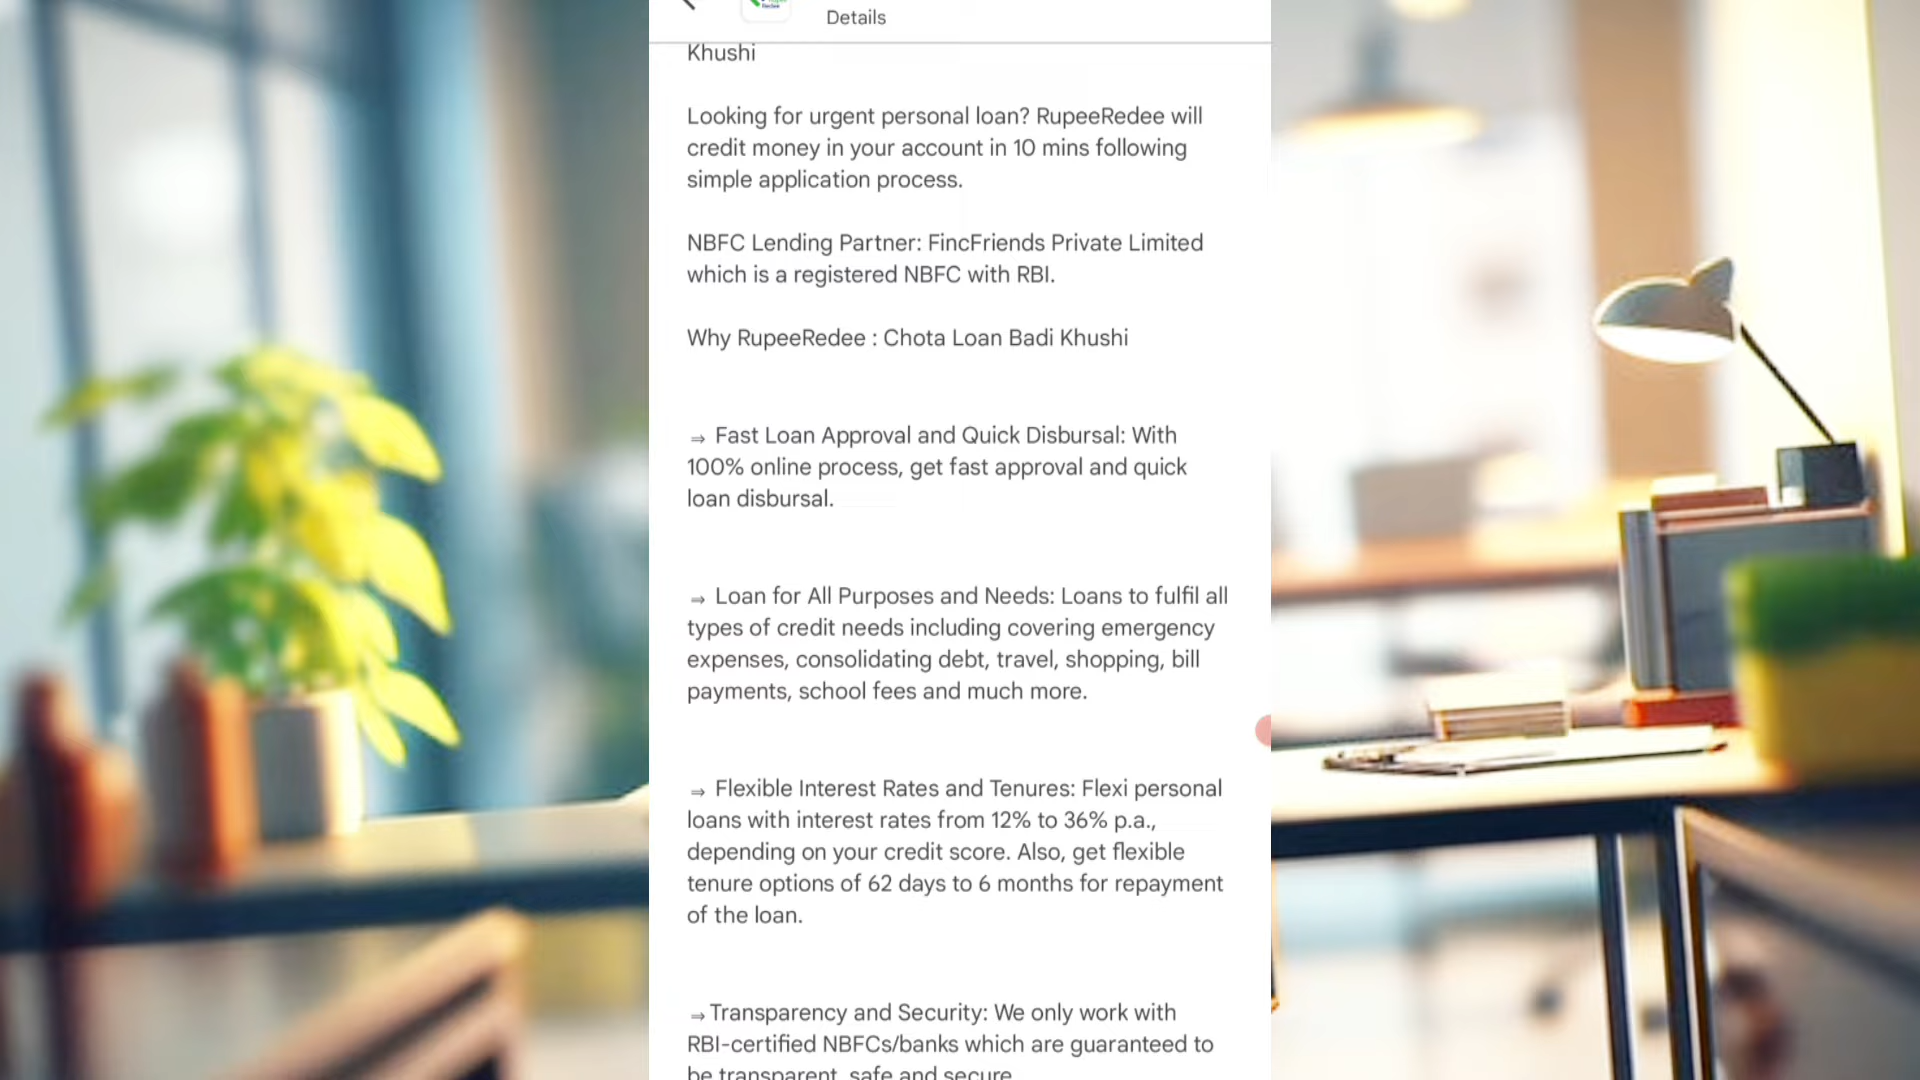 Details
Khushi
Looking for urgent personal loan? RupeeRedee will
credit money in your account in 10 mins following
simple application process.
NBFC Lending Partner: FincFriends Private Limited
which is a registered NBFC with RBI.
Why RupeeRedee : Chota Loan Badi Khushi
⇒ Fast Loan Approval and Quick Disbursal: With
100% online process, get fast approval and quick
loan disbursal.
⇒ Loan for All Purposes and Needs: Loans to fulfil all
types of credit needs including covering emergency
expenses, consolidating debt, travel, shopping, bill
payments, school fees and much more.
⇒ Flexible Interest Rates and Tenures: Flexi personal
loans with interest rates from 12% to 36% p.a.,
depending on your credit score. Also, get flexible
tenure options of 62 days to 6 months for repayment
of the loan.
⇒Transparency and Security: We only work with
RBI-certified NBFCs/banks which are guaranteed to
be transparent, safe and secure